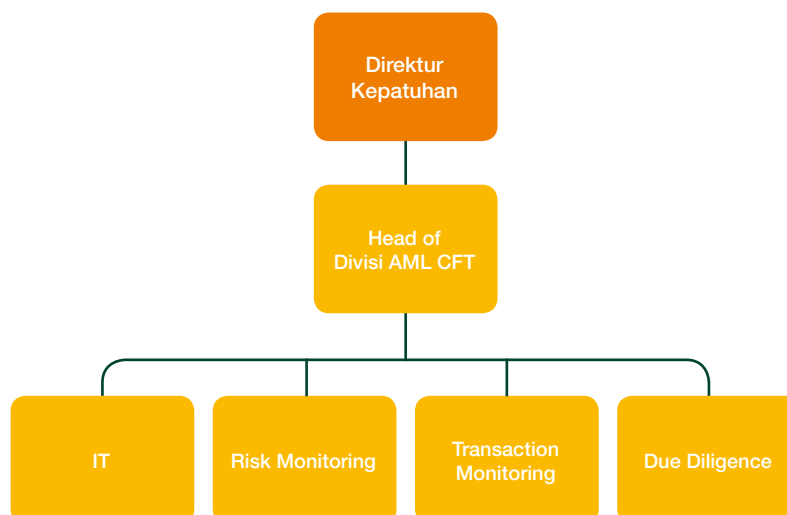 Direktur
Kepatuhan
Head of
Divisi AML CFT
IT
Risk Monitoring
Transaction
Monitoring
Due Diligence